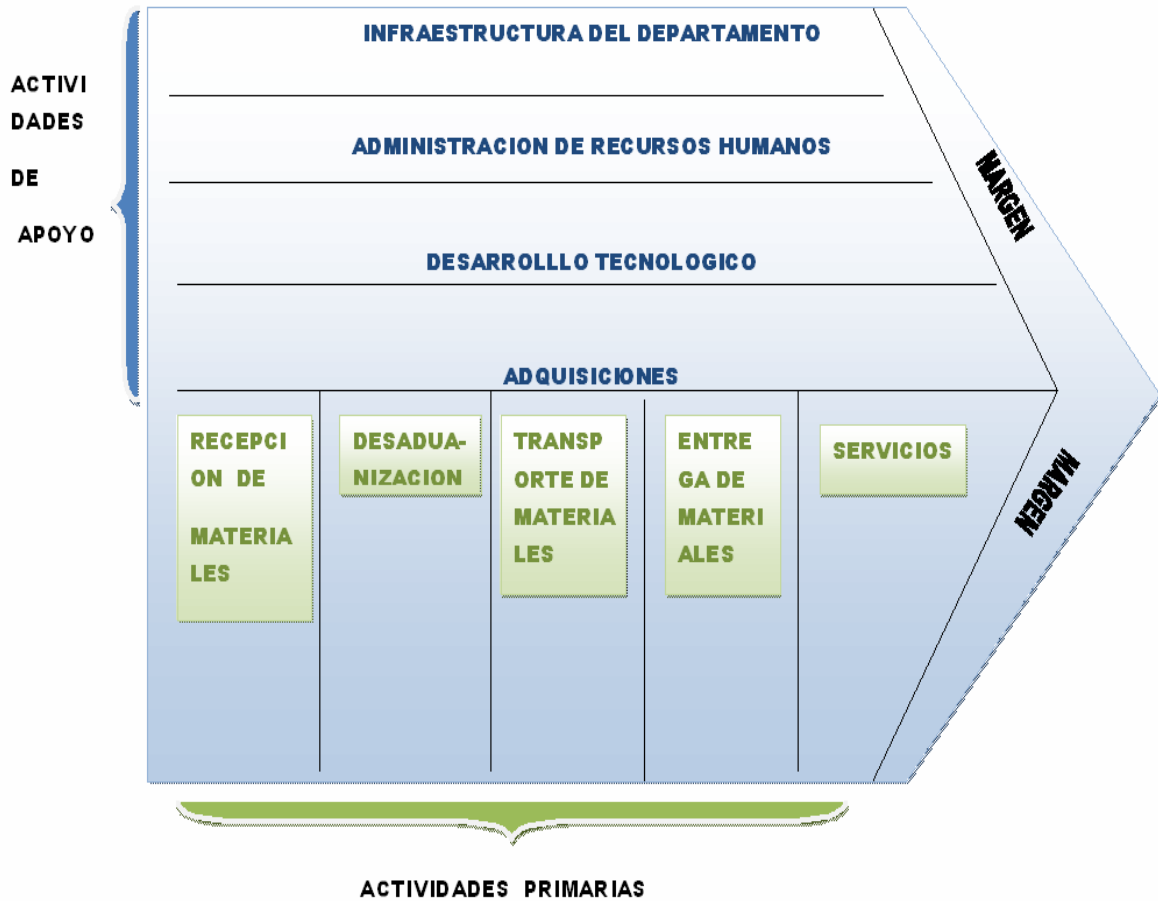 INFRAESTRUCTURA DEL DEPARTAMENTO
ACTIVI
DADES
DE
APOYO
ADMINISTRACION DE RECURSOS HUMANOS
MARGEN
DESARROLLLO TECNOLOGICO
ADQUISICIONES
RECEPCI
ON DE
MATERIA
LES
DESADUA-
NIZACION
TRANSP
ORTE DE
MATERIA
LES
ENTRE
GA DE
MATERI
ALES
SERVICIOS
MARGEN
ACTIVIDADES PRIMARIAS